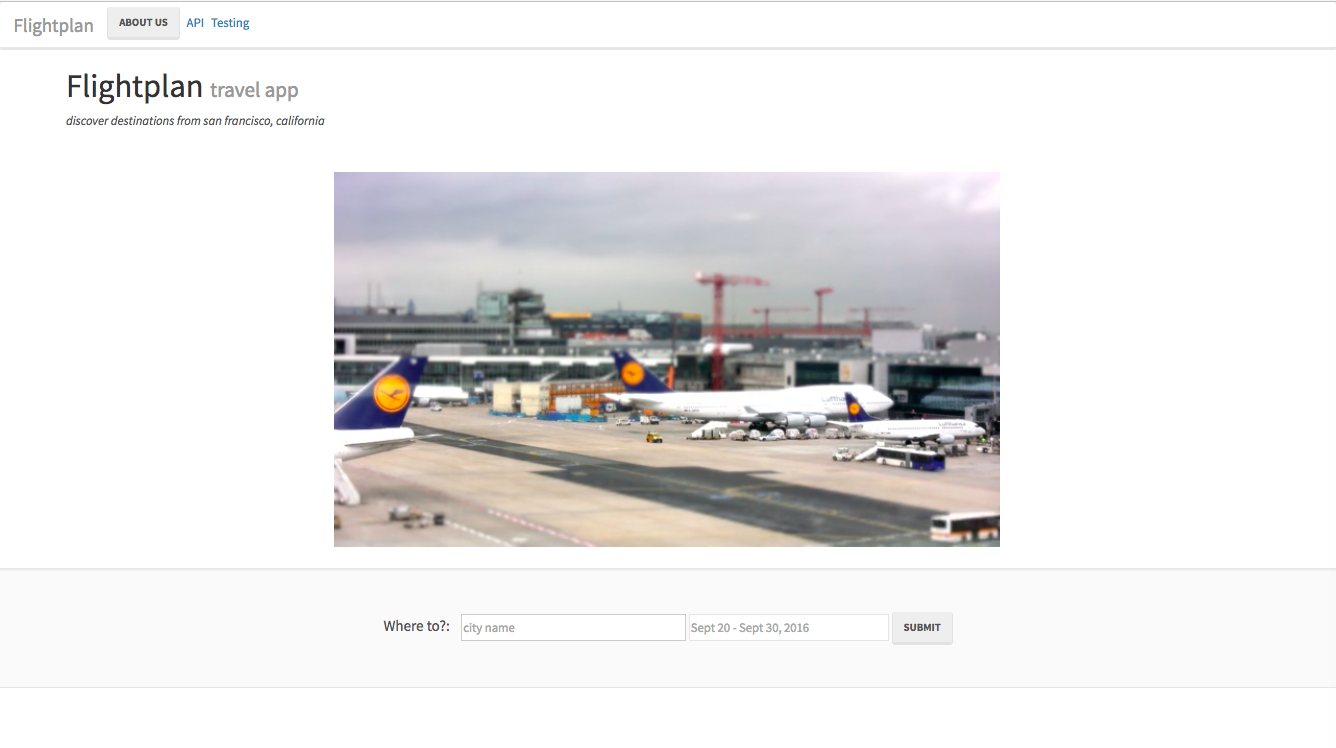 Flightplan ABOUT US API Testing
Flightplan travel app
discover destinations from san francisco, california
Lufthansa
Where to?: city name Sept 20 - Sept 30, 2016 SUBMIT